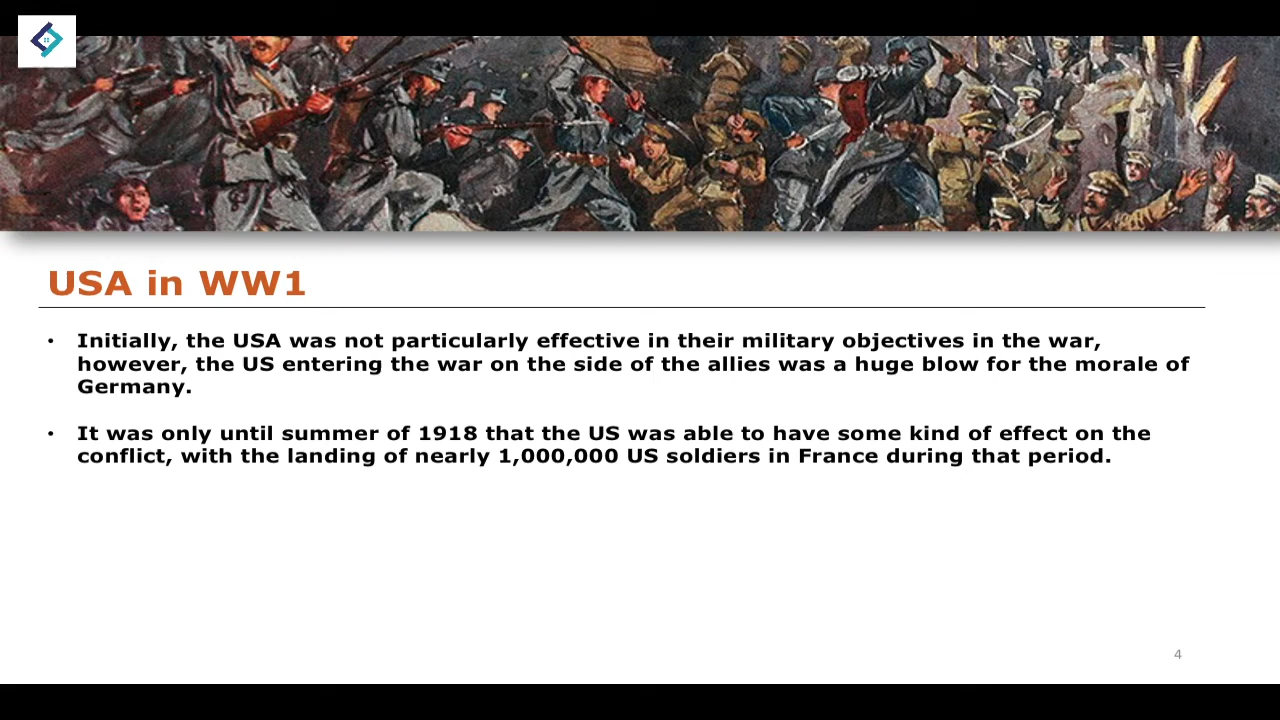 USA in WW1
• Initially, the USA was not particularly effective in their military objectives in the war,
however, the US entering the war on the side of the allies was a huge blow for the morale of
Germany.
• It was only until summer of 1918 that the US was able to have some kind of effect on the
conflict, with the landing of nearly 1,000,000 US soldiers in France during that period.
4